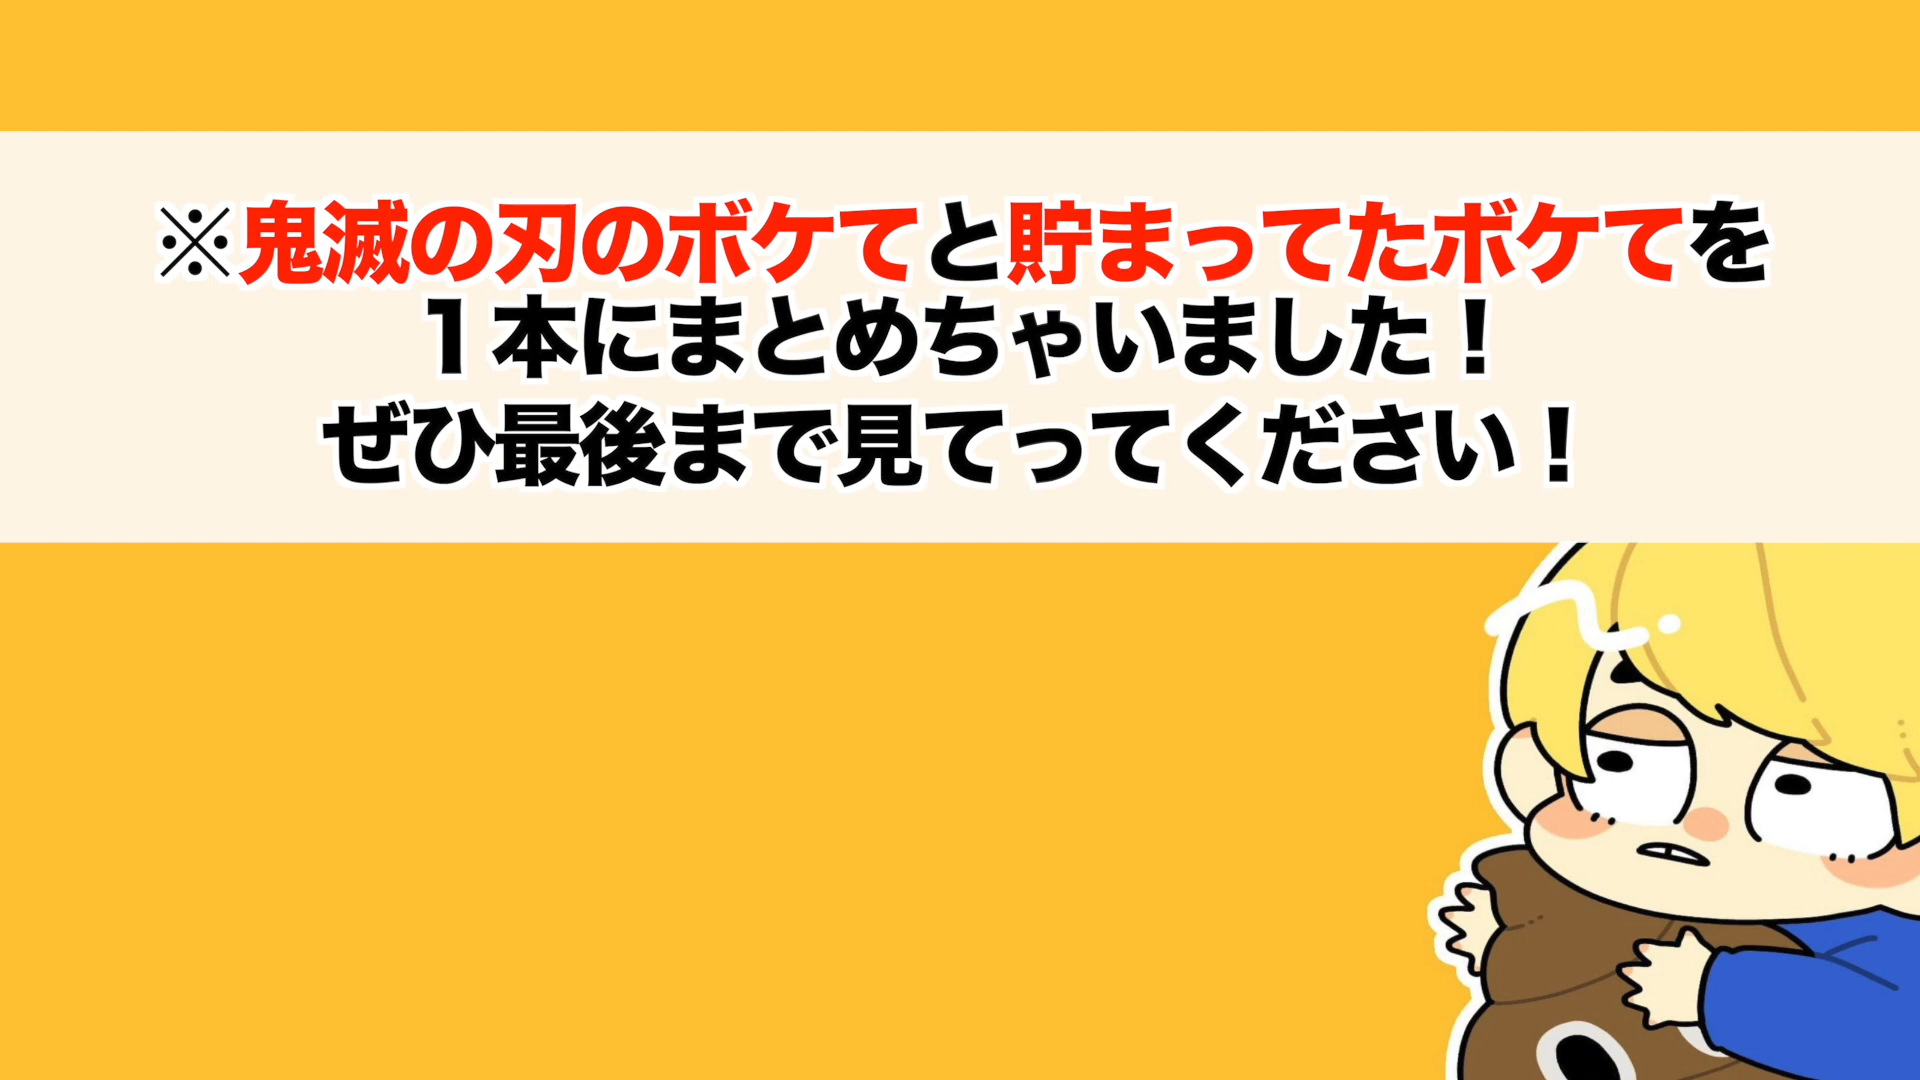 ※鬼滅の刃のボケてと貯まってたボケてを
１本にまとめちゃいました！
ぜひ最後まで見てってください！